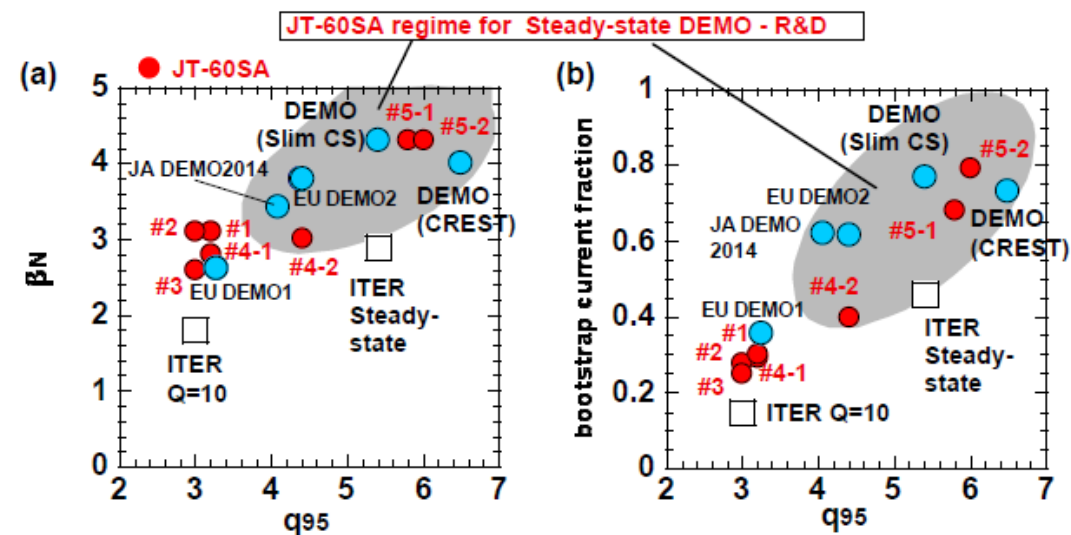 JT-60SA regime for Steady-state DEMO - R&D
(a)
JT-60SA
βN
5
4
3
2
1
0
2
3
4
5
6
7
q95
DEMO
(Slim CS)
#5-1
#5-2
JA DEMO2014
EU DEMO2
DEMO
(CREST)
#2
#1
#4-1
#4-2
#3
EU DEMO1
ITER
Steady-
state
ITER
Q=10
(b)
bootstrap current fraction
1
0.8
0.6
0.4
0.2
0
2
3
4
5
6
7
q95
DEMO
(Slim CS)
#5-2
EU DEMO2
JA DEMO
2014
#5-1
DEMO
(CREST)
#4-2
EU DEMO1
#1
#2
#4-1
#3
ITER
Steady-
state
ITER Q=10